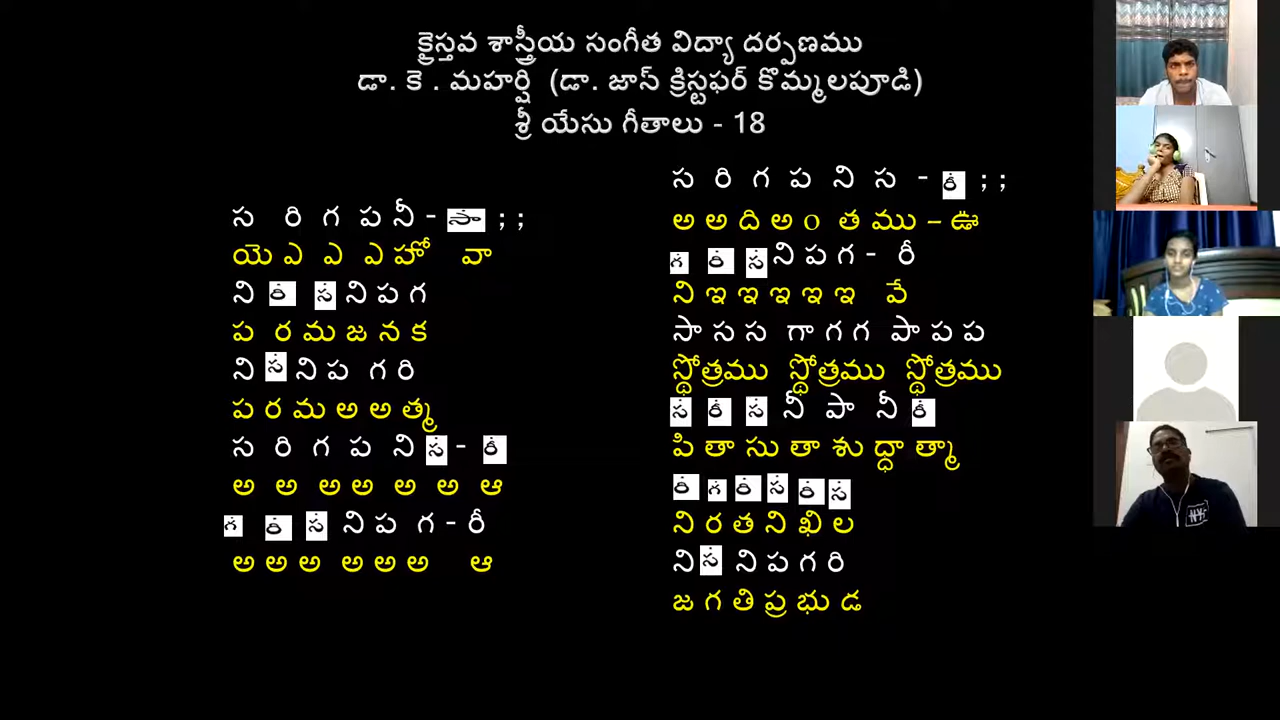 క్రైస్తవ శాస్త్రీయ సంగీత విద్యా దర్పణము
డా. కె . మహర్షి (డా. జాస్ క్రిస్టఫర్ కొమ్మలపూడి)
శ్రీ యేసు గీతాలు - 18
స రి గ ప నీ - సా ; ;
యె ఎ ఎ ఎ హో వా
ని రి స ని ప గ
ప ర మ జ న క
ని స ని ప గ రి
ప ర మ అ అ త్మ
స రి గ ప ని స - రీ
అ అ అ అ అ అ ఆ
గ రి స ని ప గ - రీ
అ అ అ అ అ అ ఆ
స రి గ ప ని స - రీ ; ;
అ అ ది అ ం త ము – ఊ
గ రి స ని ప గ - రీ
ని ఇ ఇ ఇ ఇ ఇ వే
సా స స గా గ గ పా ప ప
స్థోత్రము స్థోత్రము స్థోత్రము
స రీ స నీ పా నీ రీ
పి తా సు తా శు ద్ధా త్మా
రి గ రి స రి స
ని ర త ని ఖి ల
ని స ని ప గ రి
జ గ తి ప్ర భు డ